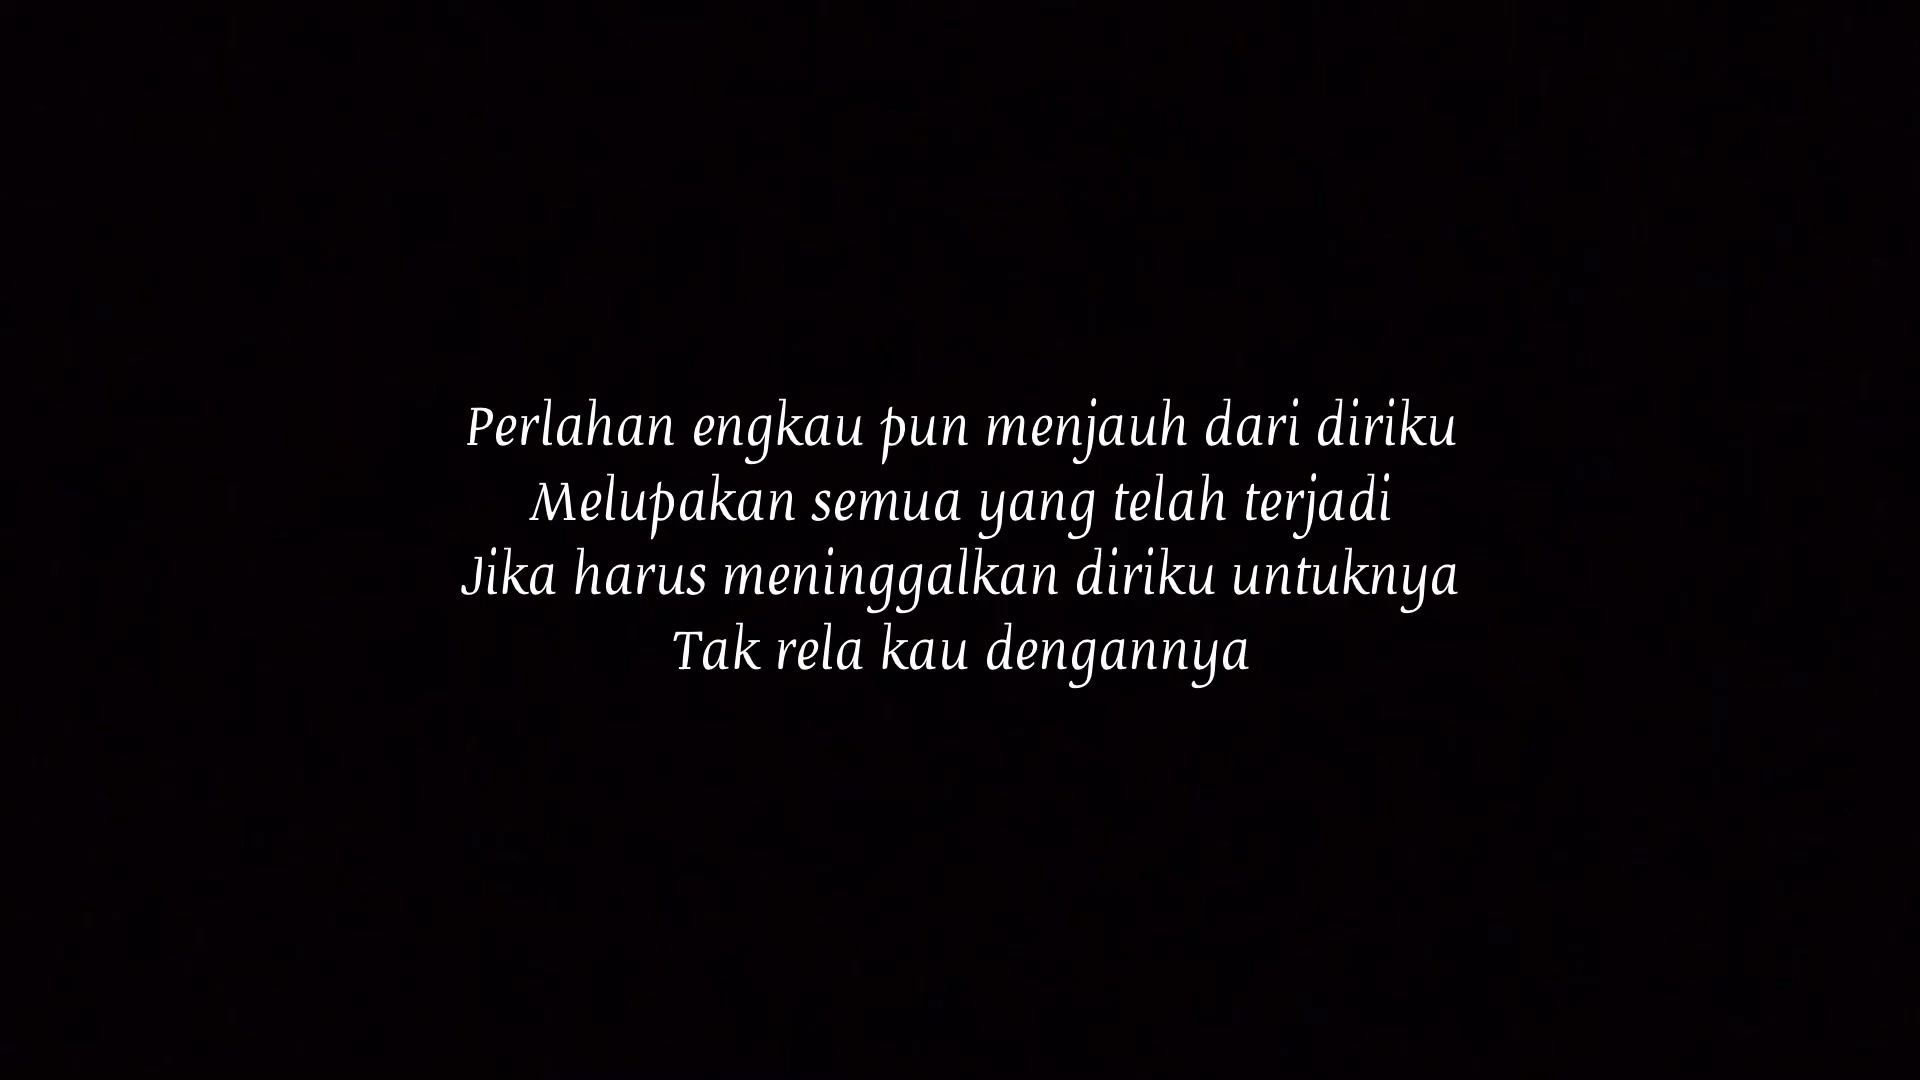 Perlahan engkau pun menjauh dari diriku
Melupakan semua yang telah terjadi
Jika harus meninggalkan diriku untuknya
Tak rela kau dengannya